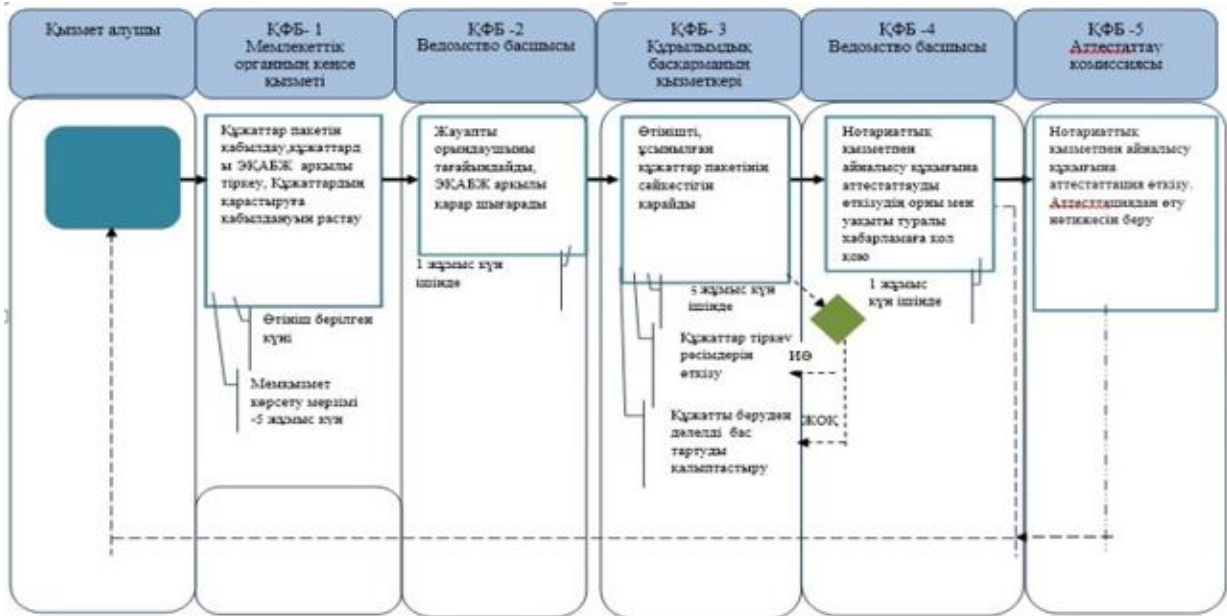 Қызмет алушы
ҚФБ- 1
Мемлекеттік
органның кеңсе
қызметі
ҚФБ -2
Ведомство басшысы
ҚФБ- 3
Құрылымдық
басқарманың
қызметкері
ҚФБ -4
Ведомство басшысы
ҚФБ -5
Аттестаттау
комиссиясы
Құжаттар пакетін
қабылдау,құжаттард
ы ЭҚАБЖ арқылы
тіркеу, Құжаттардың
қарастыруға
қабылдануын растау
Өтініш берілген
күні
Мемқызмет
көрсету мерзімі
-5 жұмыс күн
Жауапты
орындаушыны
тағайындайды,
ЭҚАБЖ арқылы
қарар шығарады
1 жұмыс күн
ішінде
Өтінішті,
ұсынылған
құжаттар пакетінің
сәйкестігін
қарайды
5 жұмыс күн
ішінде
Құжаттар тіркеу
рәсімдерін
өткізу
ИӘ
Құжатты беруден
дәлелді бас
тартуды
қалыптастыру
ЖОҚ
Нотариаттық
қызметпен
айналысу құқығына
аттестаттауды
өткізудің орны мен
уақыты туралы
хабарламаға қол
қою
1 жұмыс
күн ішінде
Нотариаттық
қызметпен айналысу
құқығына
аттестаттация өткізу.
Аттесттациядан өту
нәтижесін беру